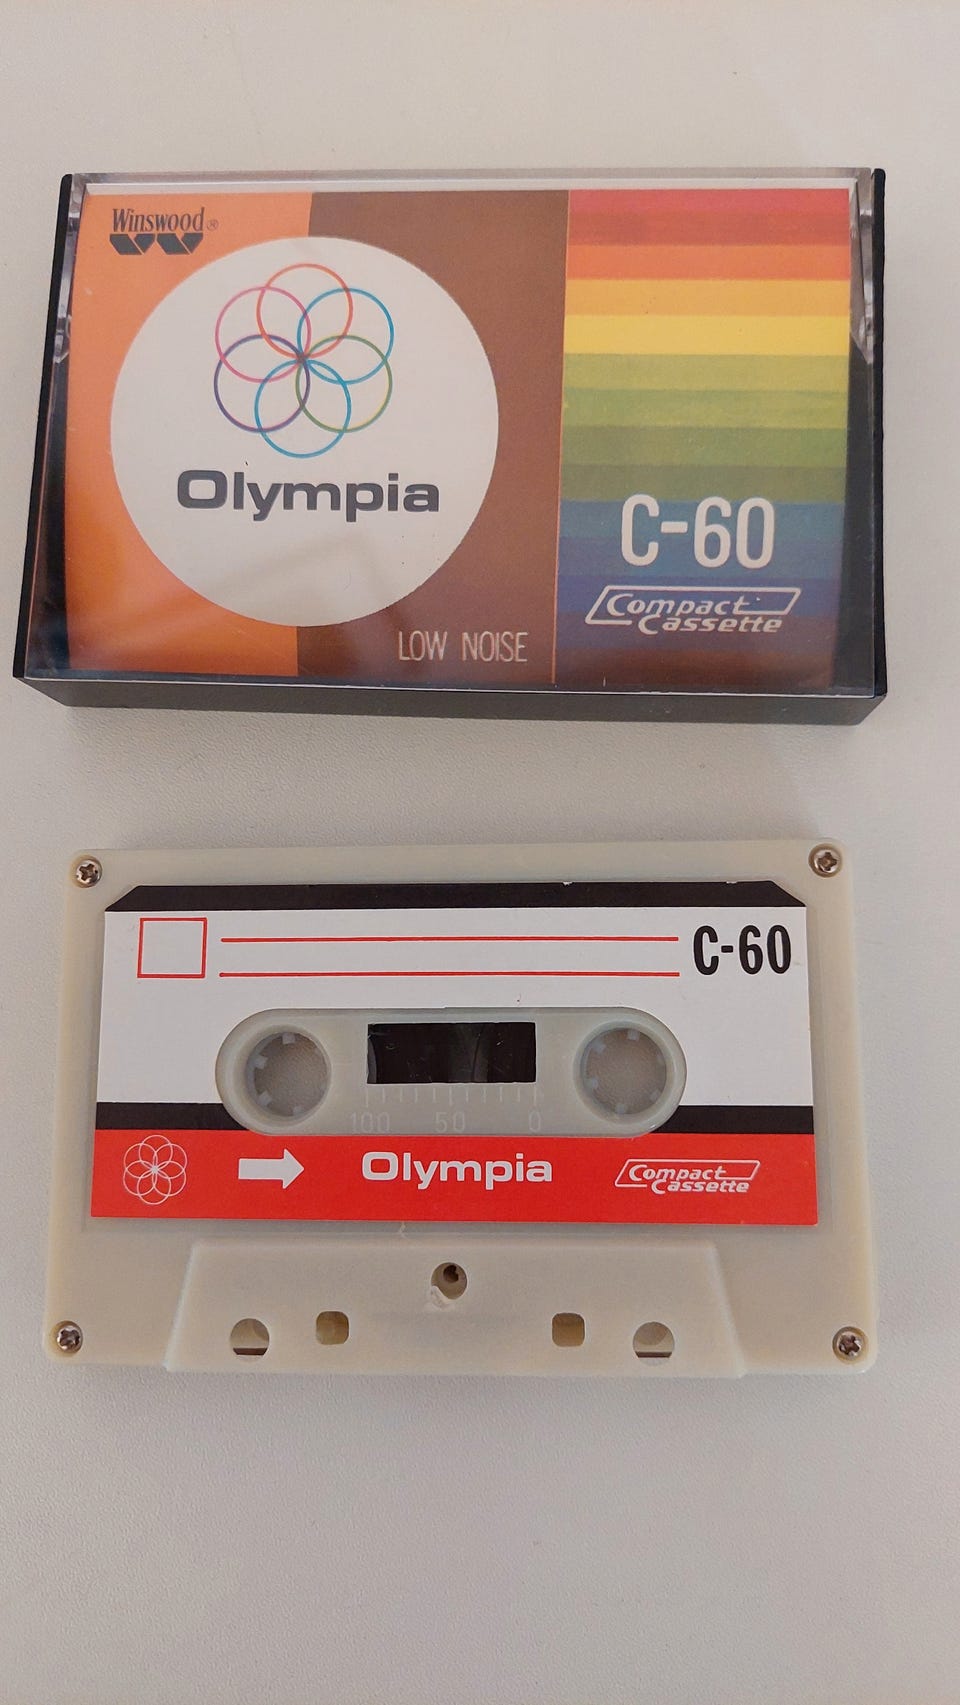 Winswood®
Olympia
LOW NOISE
C-60
Compact
Cassette
C-60
100 50 0
Olympia
Compact
Cassette